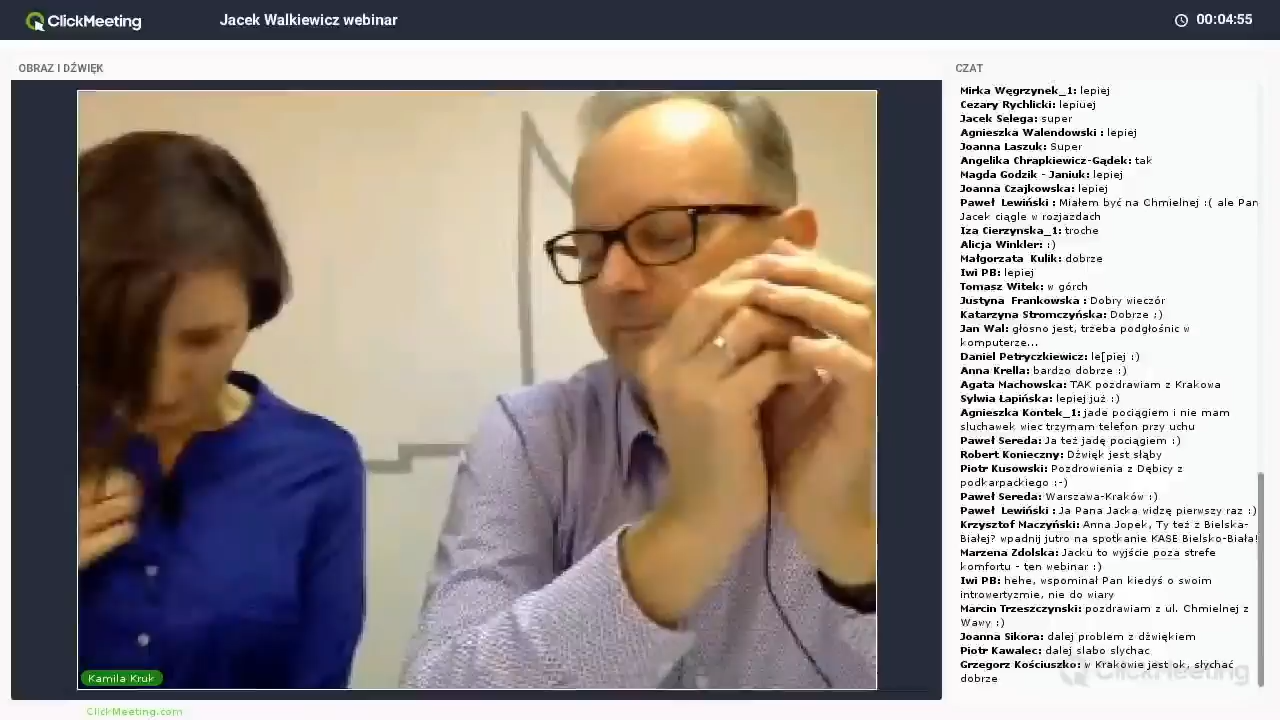 ClickMeeting
Jacek Walkiewicz webinar
00:04:55
OBRAZ I DŹWIĘK
CZAT
Mirka Węgrzynek_1: lepiej
Cezary Rychlicki: lepiuej
Jacek Selega: super
Agnieszka Walendowski : lepiej
Joanna Laszuk: Super
Angelika Chrapkiewicz-Gądek: tak
Magda Godzik - Janiuk: lepiej
Joanna Czajkowska: lepiej
Paweł Lewiński : Miałem być na Chmielnej :( ale Pan
Jacek ciągle w rozjazdach
Iza Cierzynska_1: troche
Alicja Winkler: :)
Małgorzata Kulik: dobrze
Iwi PB: lepiej
Tomasz Witek: w górch
Justyna Frankowska : Dobry wieczór
Katarzyna Stromczyńska: Dobrze ;)
Jan Wal: głosno jest, trzeba podgłośnic w
komputerze...
Daniel Petryczkiewicz: le[piej :)
Anna Krella: bardzo dobrze :)
Agata Machowska: TAK pozdrawiam z Krakowa
Sylwia Łapińska: lepiej już :)
Agnieszka Kontek_1: jade pociągiem i nie mam
sluchawek wiec trzymam telefon przy uchu
Paweł Sereda: Ja też jadę pociągiem :)
Robert Konieczny: Dźwięk jest słąby
Piotr Kusowski: Pozdrowienia z Dębicy z
podkarpackiego :-)
Paweł Sereda: Warszawa-Kraków :)
Paweł Lewiński : Ja Pana Jacka widzę pierwszy raz :)
Krzysztof Maczyński: Anna Jopek, Ty też z Bielska-
Białej? wpadnij jutro na spotkanie KASE Bielsko-Biała!
Marzena Zdolska: Jacku to wyjście poza strefe
komfortu - ten webinar :)
Iwi PB: hehe, wspominał Pan kiedyś o swoim
introwertyzmie, nie do wiary
Marcin Trzeszczynski: pozdrawiam z ul. Chmielnej z
Wawy :)
Joanna Sikora: dalej problem z dźwiękiem
Piotr Kawalec: dalej slabo slychac
Grzegorz Kościuszko: w Krakowie jest ok, słychać
dobrze
ClickMeeting
Kamila Kruk
ClickMeeting.com